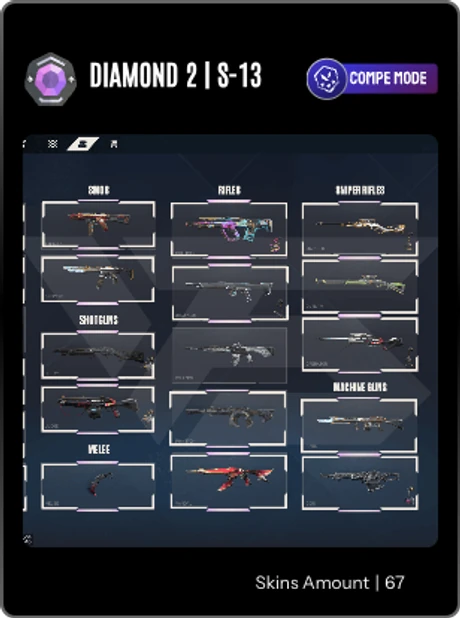 DIAMOND 2 | S-13
COMPE MODE
SMGS
RIFLES
SNIPER RIFLES
SHOTGUNS
MACHINE GUNS
MELEE
Skins Amount | 67